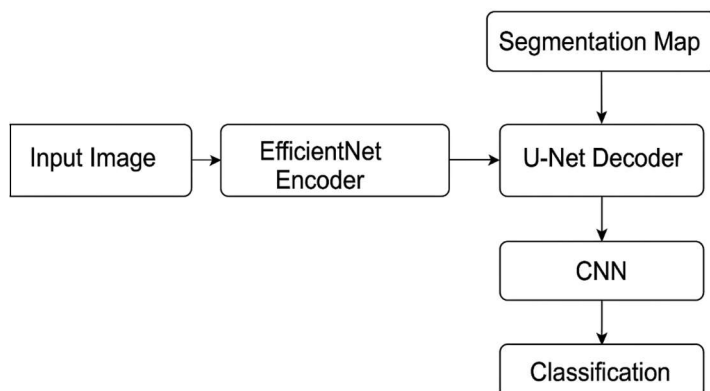 Segmentation Map
Input Image
EfficientNet
Encoder
U-Net Decoder
CNN
Classification